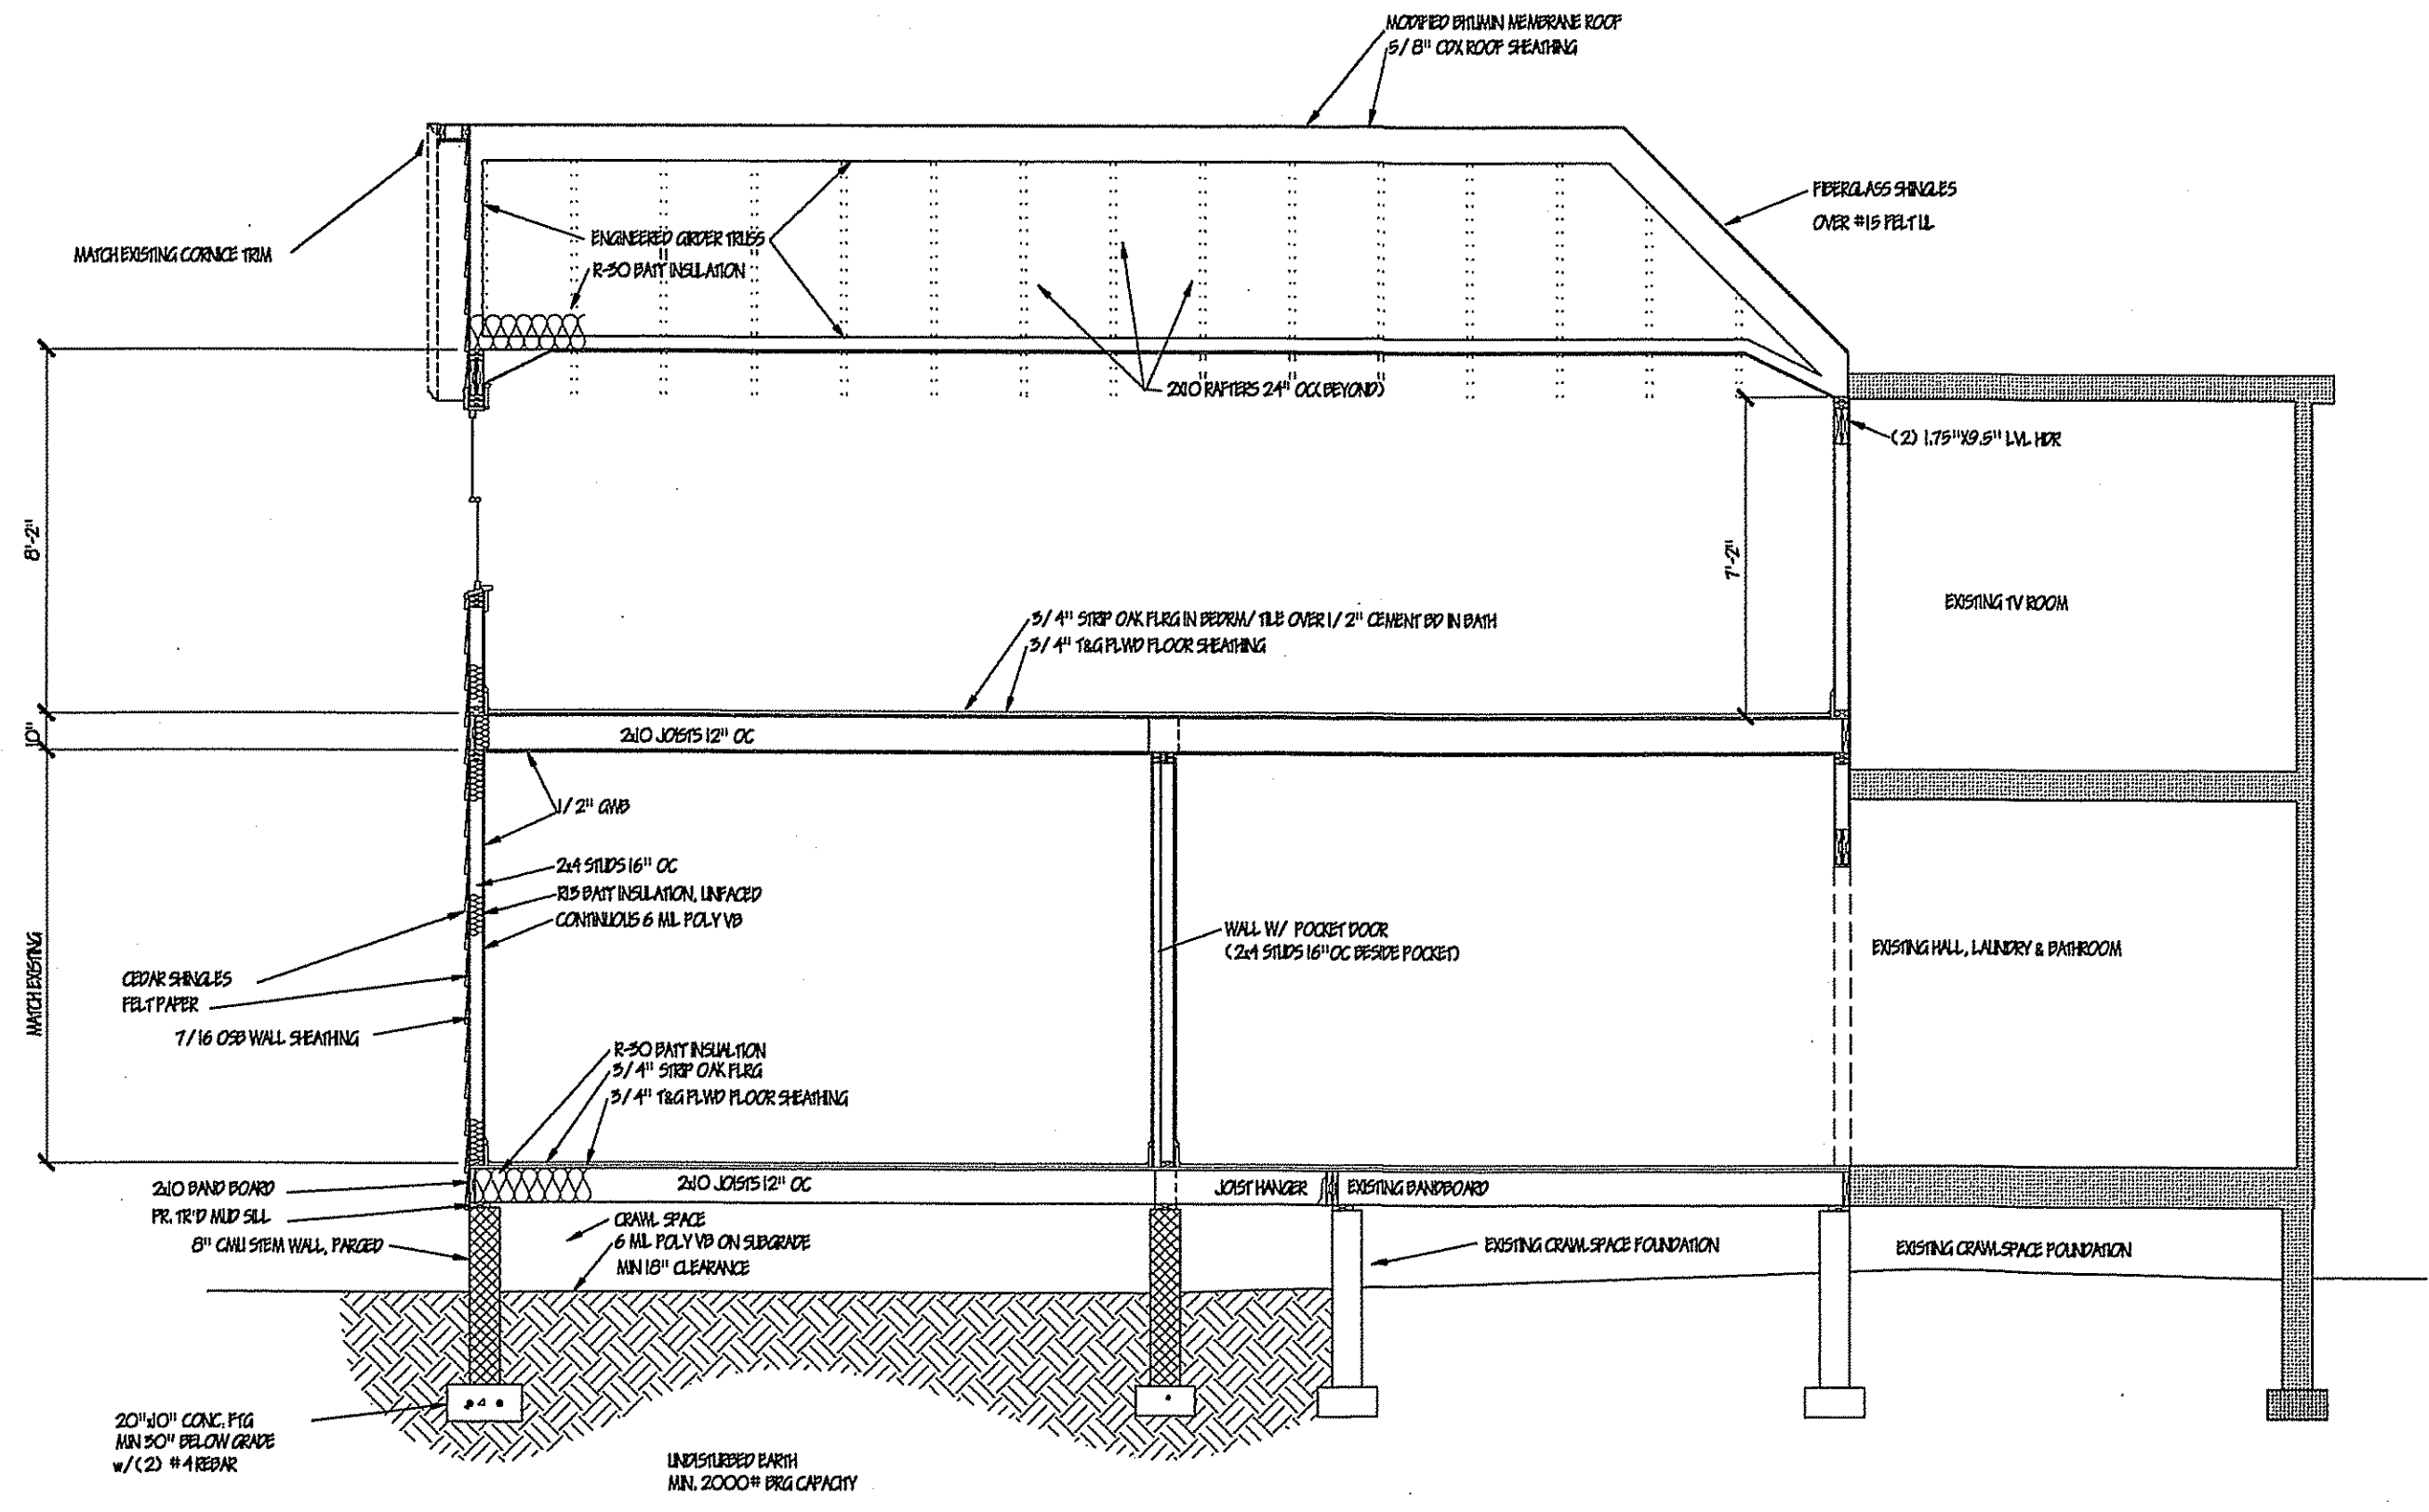 MODIFIED BITUMIN MEMBRANE ROOF
5/8" CDX ROOF SHEATHING
FIBERGLASS SHINGLES
OVER #15 FELT UL
MATCH EXISTING CORNICE TRIM
ENGINEERED GIRDER TRUSS
R-30 BATT INSULATION
2X10 RAFTERS 24" OC (BEYOND)
(2) 1.75"X9.5" LVL HDR
8'-2"
7'-2"
EXISTING TV ROOM
3/4" STRIP OAK FLRG IN BEDRM/ TILE OVER 1/2" CEMENT BD IN BATH
3/4" T&G PLWD FLOOR SHEATHING
10"
2x10 JOISTS 12" OC
1/2" GWB
2x4 STUDS 16" OC
R13 BATT INSULATION, UNFACED
CONTINUOUS 6 MIL POLY VB
WALL W/ POCKET DOOR
(2x4 STUDS 16"OC BESIDE POCKET)
EXISTING HALL, LAUNDRY & BATHROOM
MATCH EXISTING
CEDAR SHINGLES
FELT PAPER
7/16 OSB WALL SHEATHING
R-30 BATT INSUALTION
3/4" STRIP OAK FLRG
3/4" T&G PLWD FLOOR SHEATHING
2x10 BAND BOARD
2x10 JOISTS 12" OC
JOIST HANGER
EXISTING BANDBOARD
PR. TR'D MUD SILL
8" CMU STEM WALL, PARGED
CRAWL SPACE
6 MIL POLY VB ON SUBGRADE
MIN 18" CLEARANCE
EXISTING CRAWLSPACE FOUNDATION
EXISTING CRAWLSPACE FOUNDATION
20"x10" CONC. FTG
MIN 30" BELOW GRADE
w/(2) #4 REBAR
UNDISTURBED EARTH
MIN. 2000# BRG CAPACITY